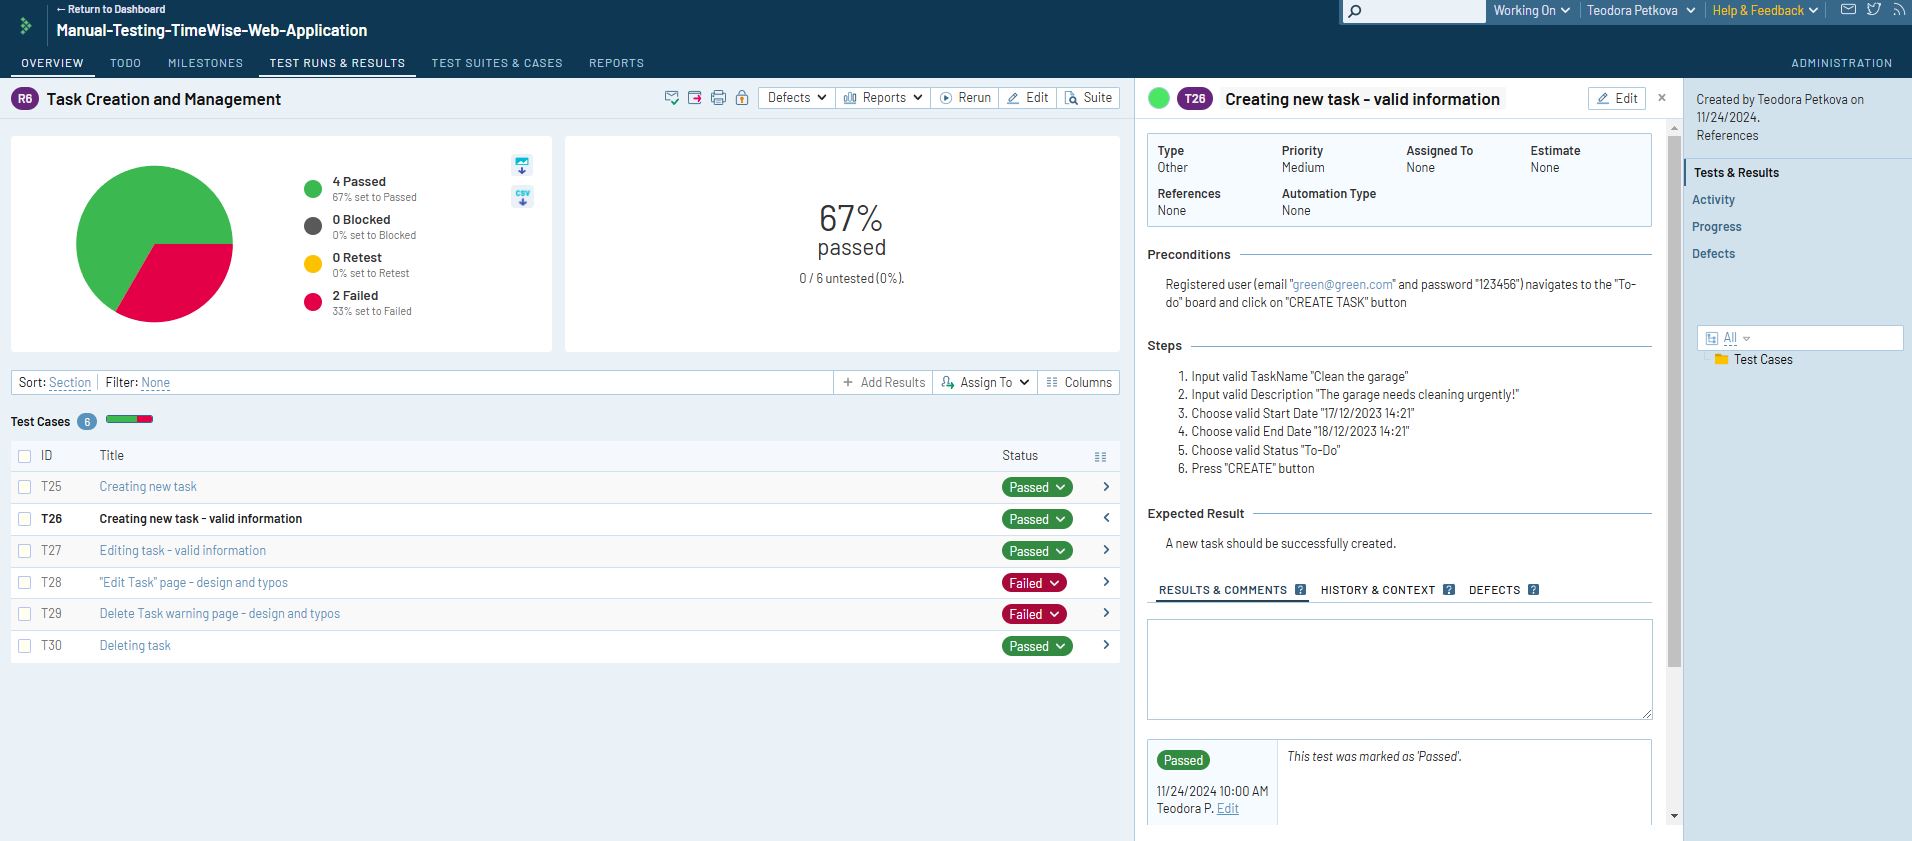 ← Return to Dashboard
Manual-Testing-TimeWise-Web-Application
Working On
Teodora Petkova
Help & Feedback
OVERVIEW
TODO
MILESTONES
TEST RUNS & RESULTS
TEST SUITES & CASES
REPORTS
ADMINISTRATION
R6 Task Creation and Management
Defects
Reports
Rerun
Edit
Suite
4 Passed
67% set to Passed
0 Blocked
0% set to Blocked
0 Retest
0% set to Retest
2 Failed
33% set to Failed
CSV
67%
passed
0 / 6 untested (0%).
Sort: Section Filter: None
Add Results
Assign To
Columns
Test Cases 6
ID Title Status
T25 Creating new task Passed
T26 Creating new task - valid information Passed
T27 Editing task - valid information Passed
T28 "Edit Task" page - design and typos Failed
T29 Delete Task warning page - design and typos Failed
T30 Deleting task Passed
T26 Creating new task - valid information
Edit
×
Type Priority Assigned To Estimate
Other Medium None None
References Automation Type
None None
Preconditions
Registered user (email "green@green.com" and password "123456") navigates to the "To-
do" board and click on "CREATE TASK" button
Steps
1. Input valid TaskName "Clean the garage"
2. Input valid Description "The garage needs cleaning urgently!"
3. Choose valid Start Date "17/12/2023 14:21"
4. Choose valid End Date "18/12/2023 14:21"
5. Choose valid Status "To-Do"
6. Press "CREATE" button
Expected Result
A new task should be successfully created.
RESULTS & COMMENTS ?
HISTORY & CONTEXT ?
DEFECTS ?
Passed
This test was marked as 'Passed'.
11/24/2024 10:00 AM
Teodora P. Edit
Created by Teodora Petkova on
11/24/2024.
References
Tests & Results
Activity
Progress
Defects
All
Test Cases